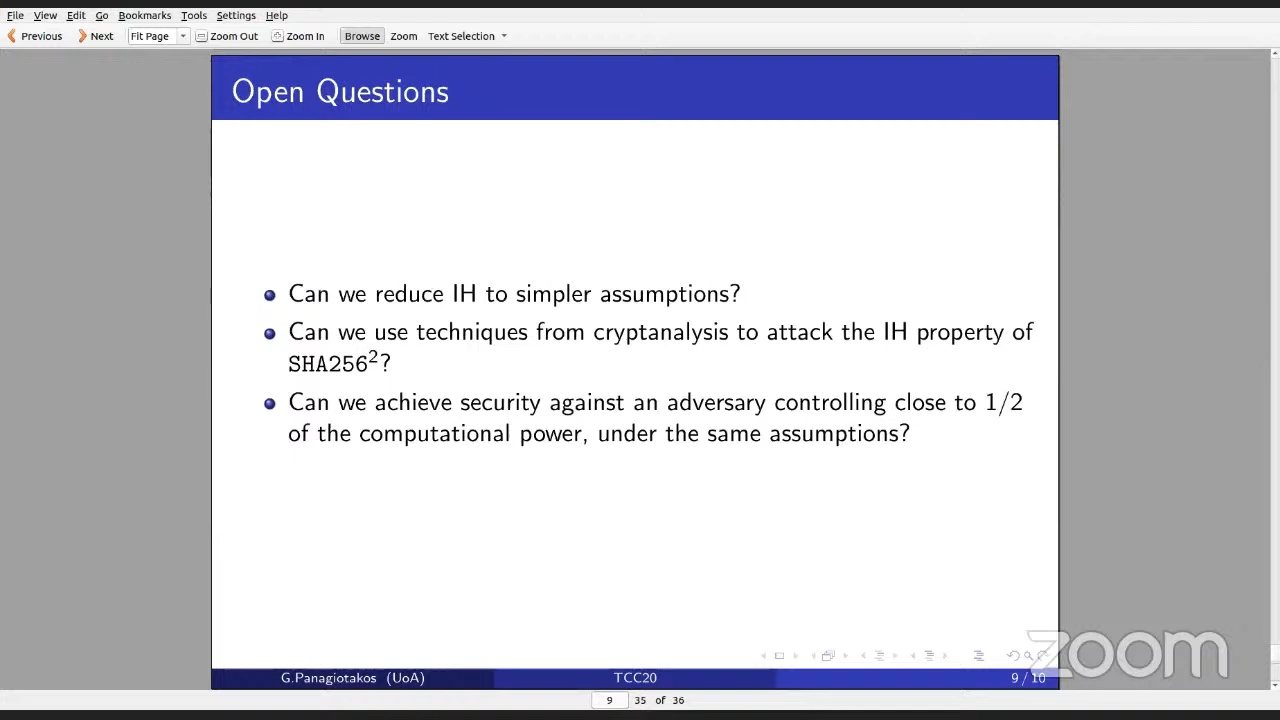 File View Edit Go Bookmarks Tools Settings Help
Previous Next Fit Page Zoom Out Zoom In Browse Zoom Text Selection
Open Questions
Can we reduce IH to simpler assumptions?
Can we use techniques from cryptanalysis to attack the IH property of
SHA256²?
Can we achieve security against an adversary controlling close to 1/2
of the computational power, under the same assumptions?
zoom
G.Panagiotakos (UoA) TCC20 9 / 10
9 35 of 36